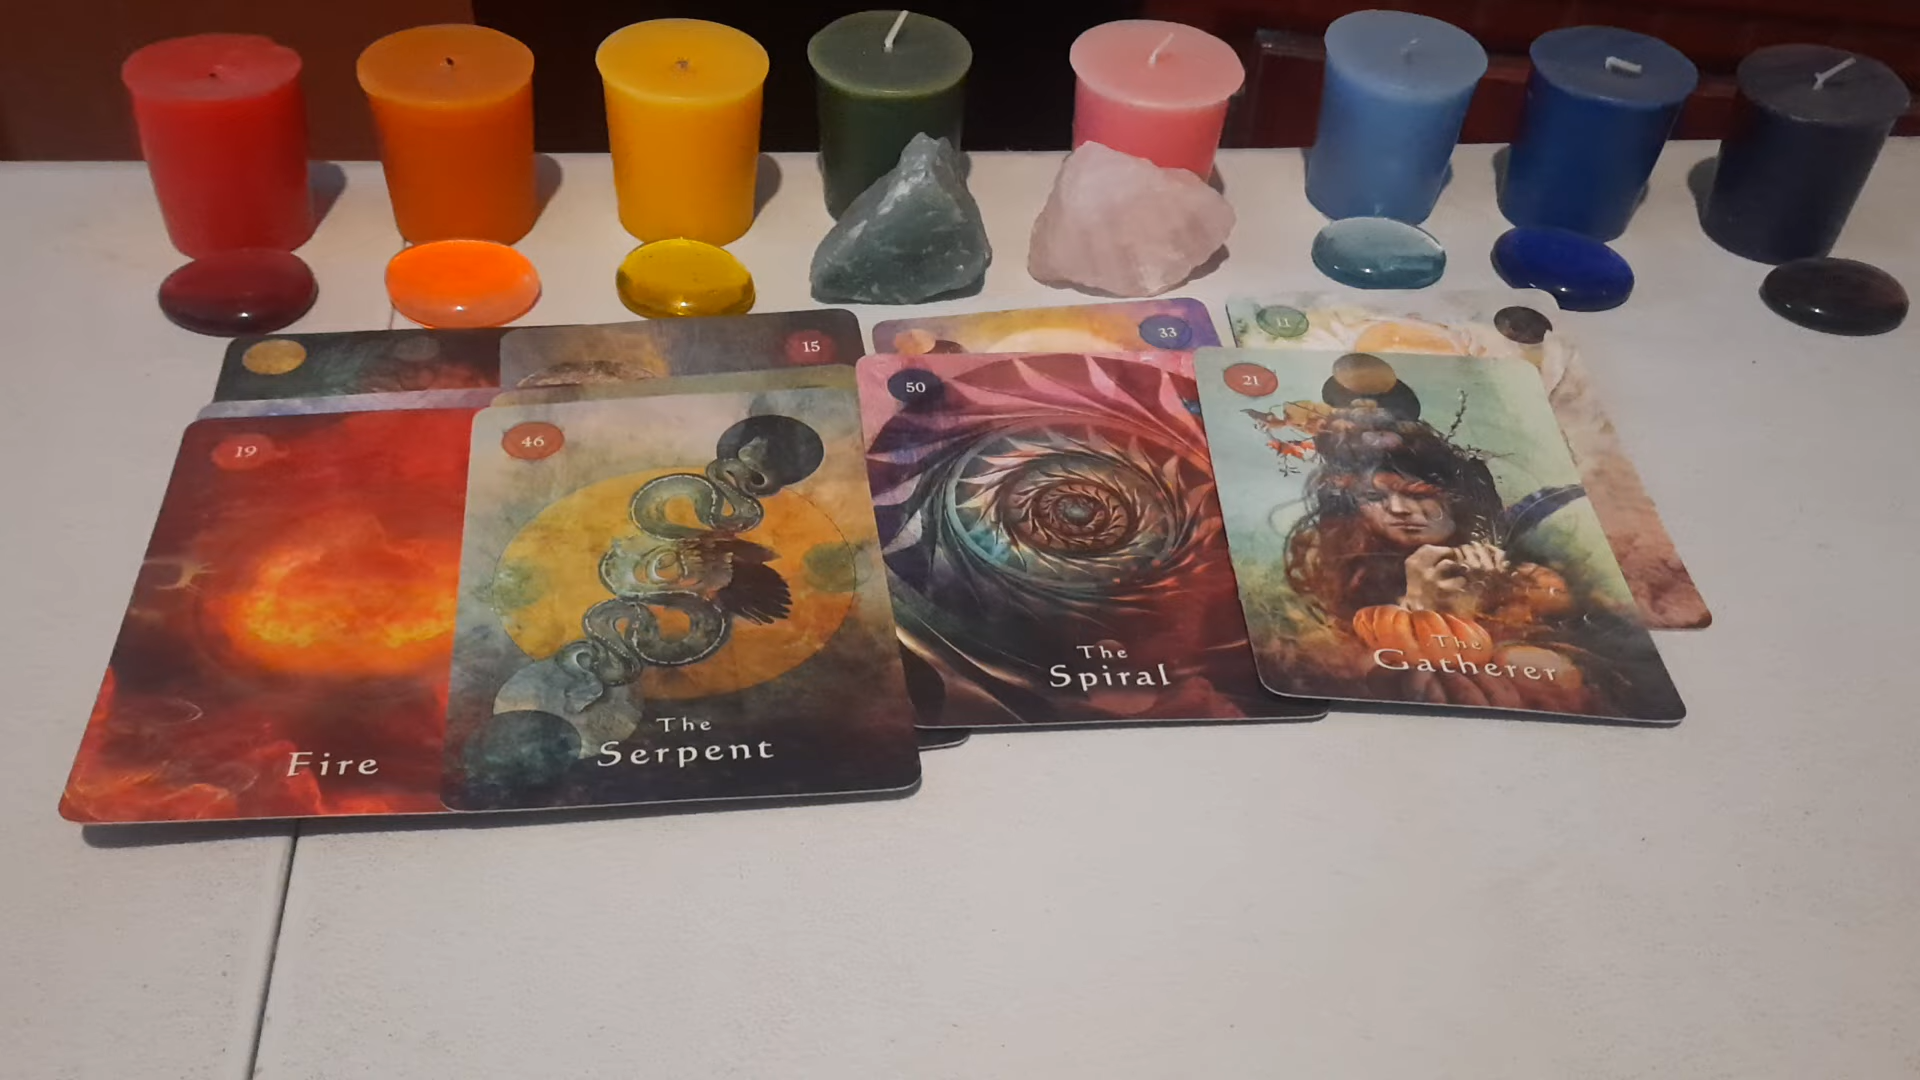 15
33
11
19
46
50
21
Fire
The
Serpent
The
Spiral
The
Gatherer